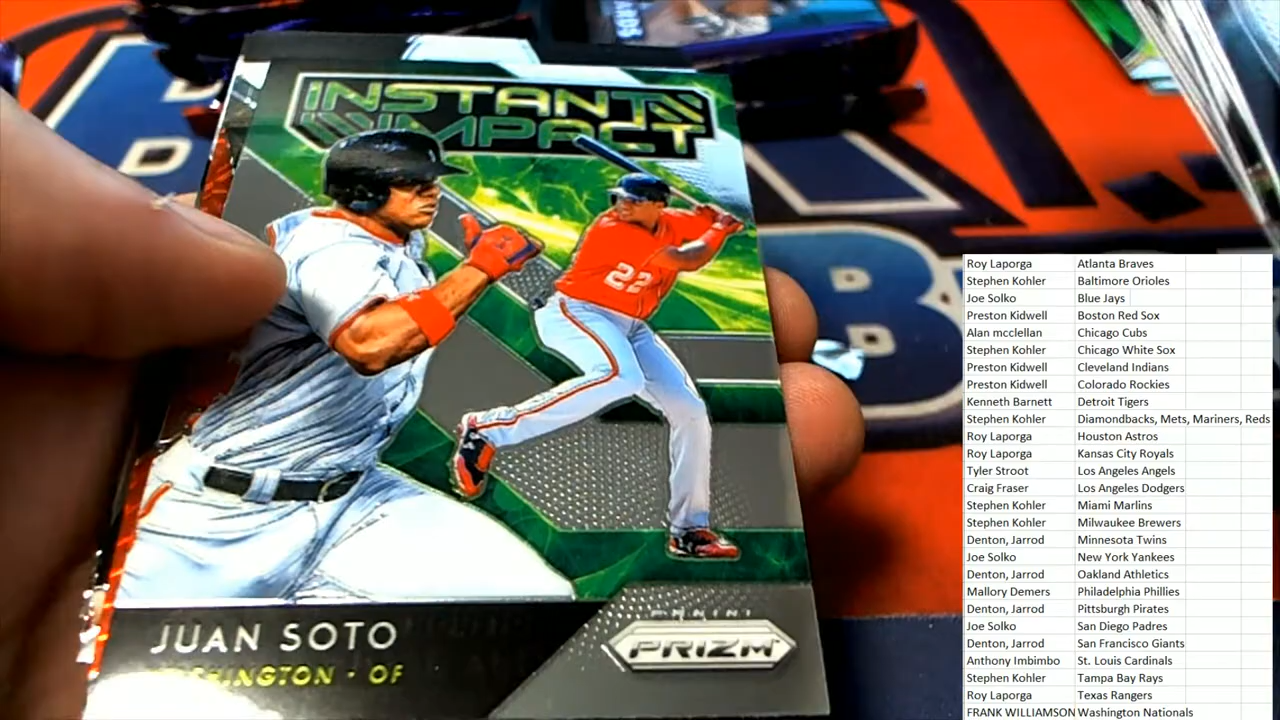 INSTANT
IMPACT
22
JUAN SOTO
WASHINGTON · OF
PANINI
PRIZM
Roy Laporga Atlanta Braves
Stephen Kohler Baltimore Orioles
Joe Solko Blue Jays
Preston Kidwell Boston Red Sox
Alan mcclellan Chicago Cubs
Stephen Kohler Chicago White Sox
Preston Kidwell Cleveland Indians
Preston Kidwell Colorado Rockies
Kenneth Barnett Detroit Tigers
Stephen Kohler Diamondbacks, Mets, Mariners, Reds
Roy Laporga Houston Astros
Roy Laporga Kansas City Royals
Tyler Stroot Los Angeles Angels
Craig Fraser Los Angeles Dodgers
Stephen Kohler Miami Marlins
Stephen Kohler Milwaukee Brewers
Denton, Jarrod Minnesota Twins
Joe Solko New York Yankees
Denton, Jarrod Oakland Athletics
Mallory Demers Philadelphia Phillies
Denton, Jarrod Pittsburgh Pirates
Joe Solko San Diego Padres
Denton, Jarrod San Francisco Giants
Anthony Imbimbo St. Louis Cardinals
Stephen Kohler Tampa Bay Rays
Roy Laporga Texas Rangers
FRANK WILLIAMSON Washington Nationals